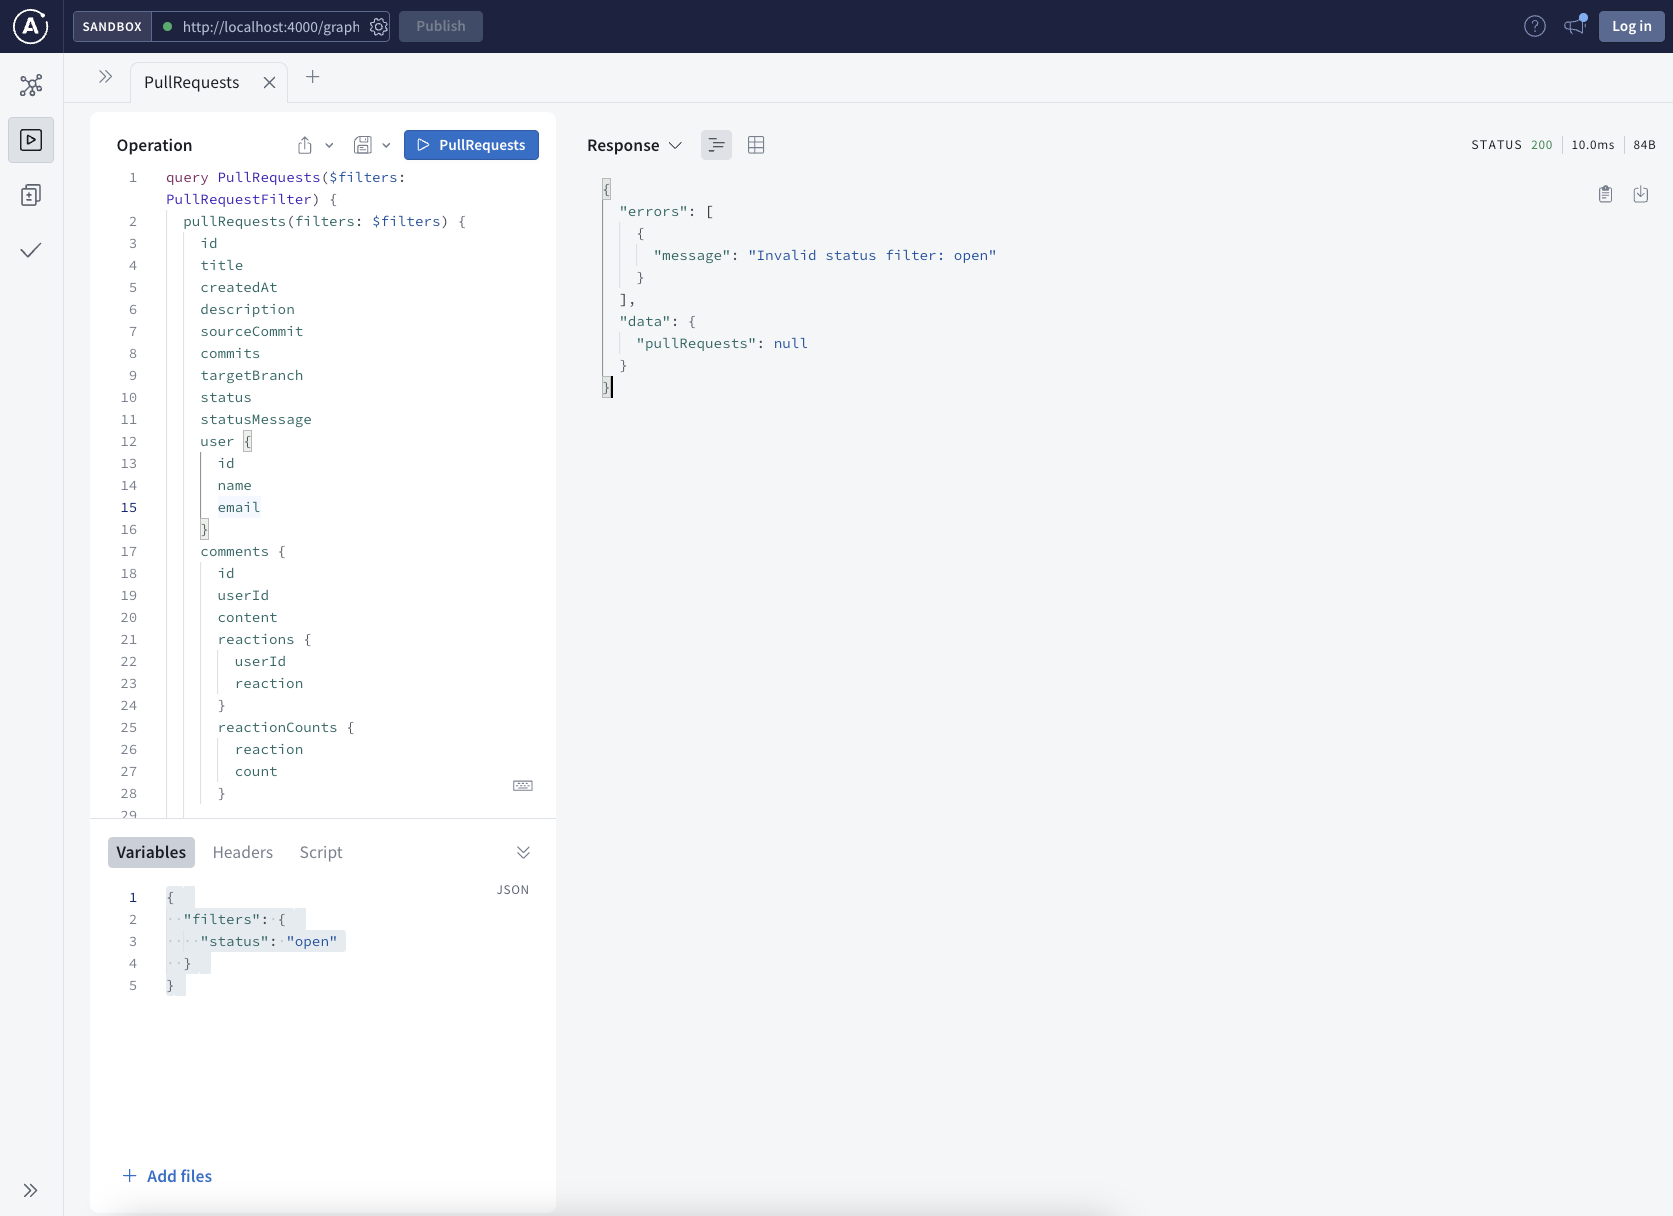 SANDBOX
http://localhost:4000/graph
Publish
Log in
PullRequests
Operation
PullRequests
1 query PullRequests($filters:
PullRequestFilter) {
2 pullRequests(filters: $filters) {
3 id
4 title
5 createdAt
6 description
7 sourceCommit
8 commits
9 targetBranch
10 status
11 statusMessage
12 user {
13 id
14 name
15 email
16 }
17 comments {
18 id
19 userId
20 content
21 reactions {
22 userId
23 reaction
24 }
25 reactionCounts {
26 reaction
27 count
28 }
29
Variables Headers Script
JSON
1 {
2 "filters": {
3 "status": "open"
4 }
5 }
Add files
Response
STATUS 200 10.0ms 84B
{
"errors": [
{
"message": "Invalid status filter: open"
}
],
"data": {
"pullRequests": null
}
}